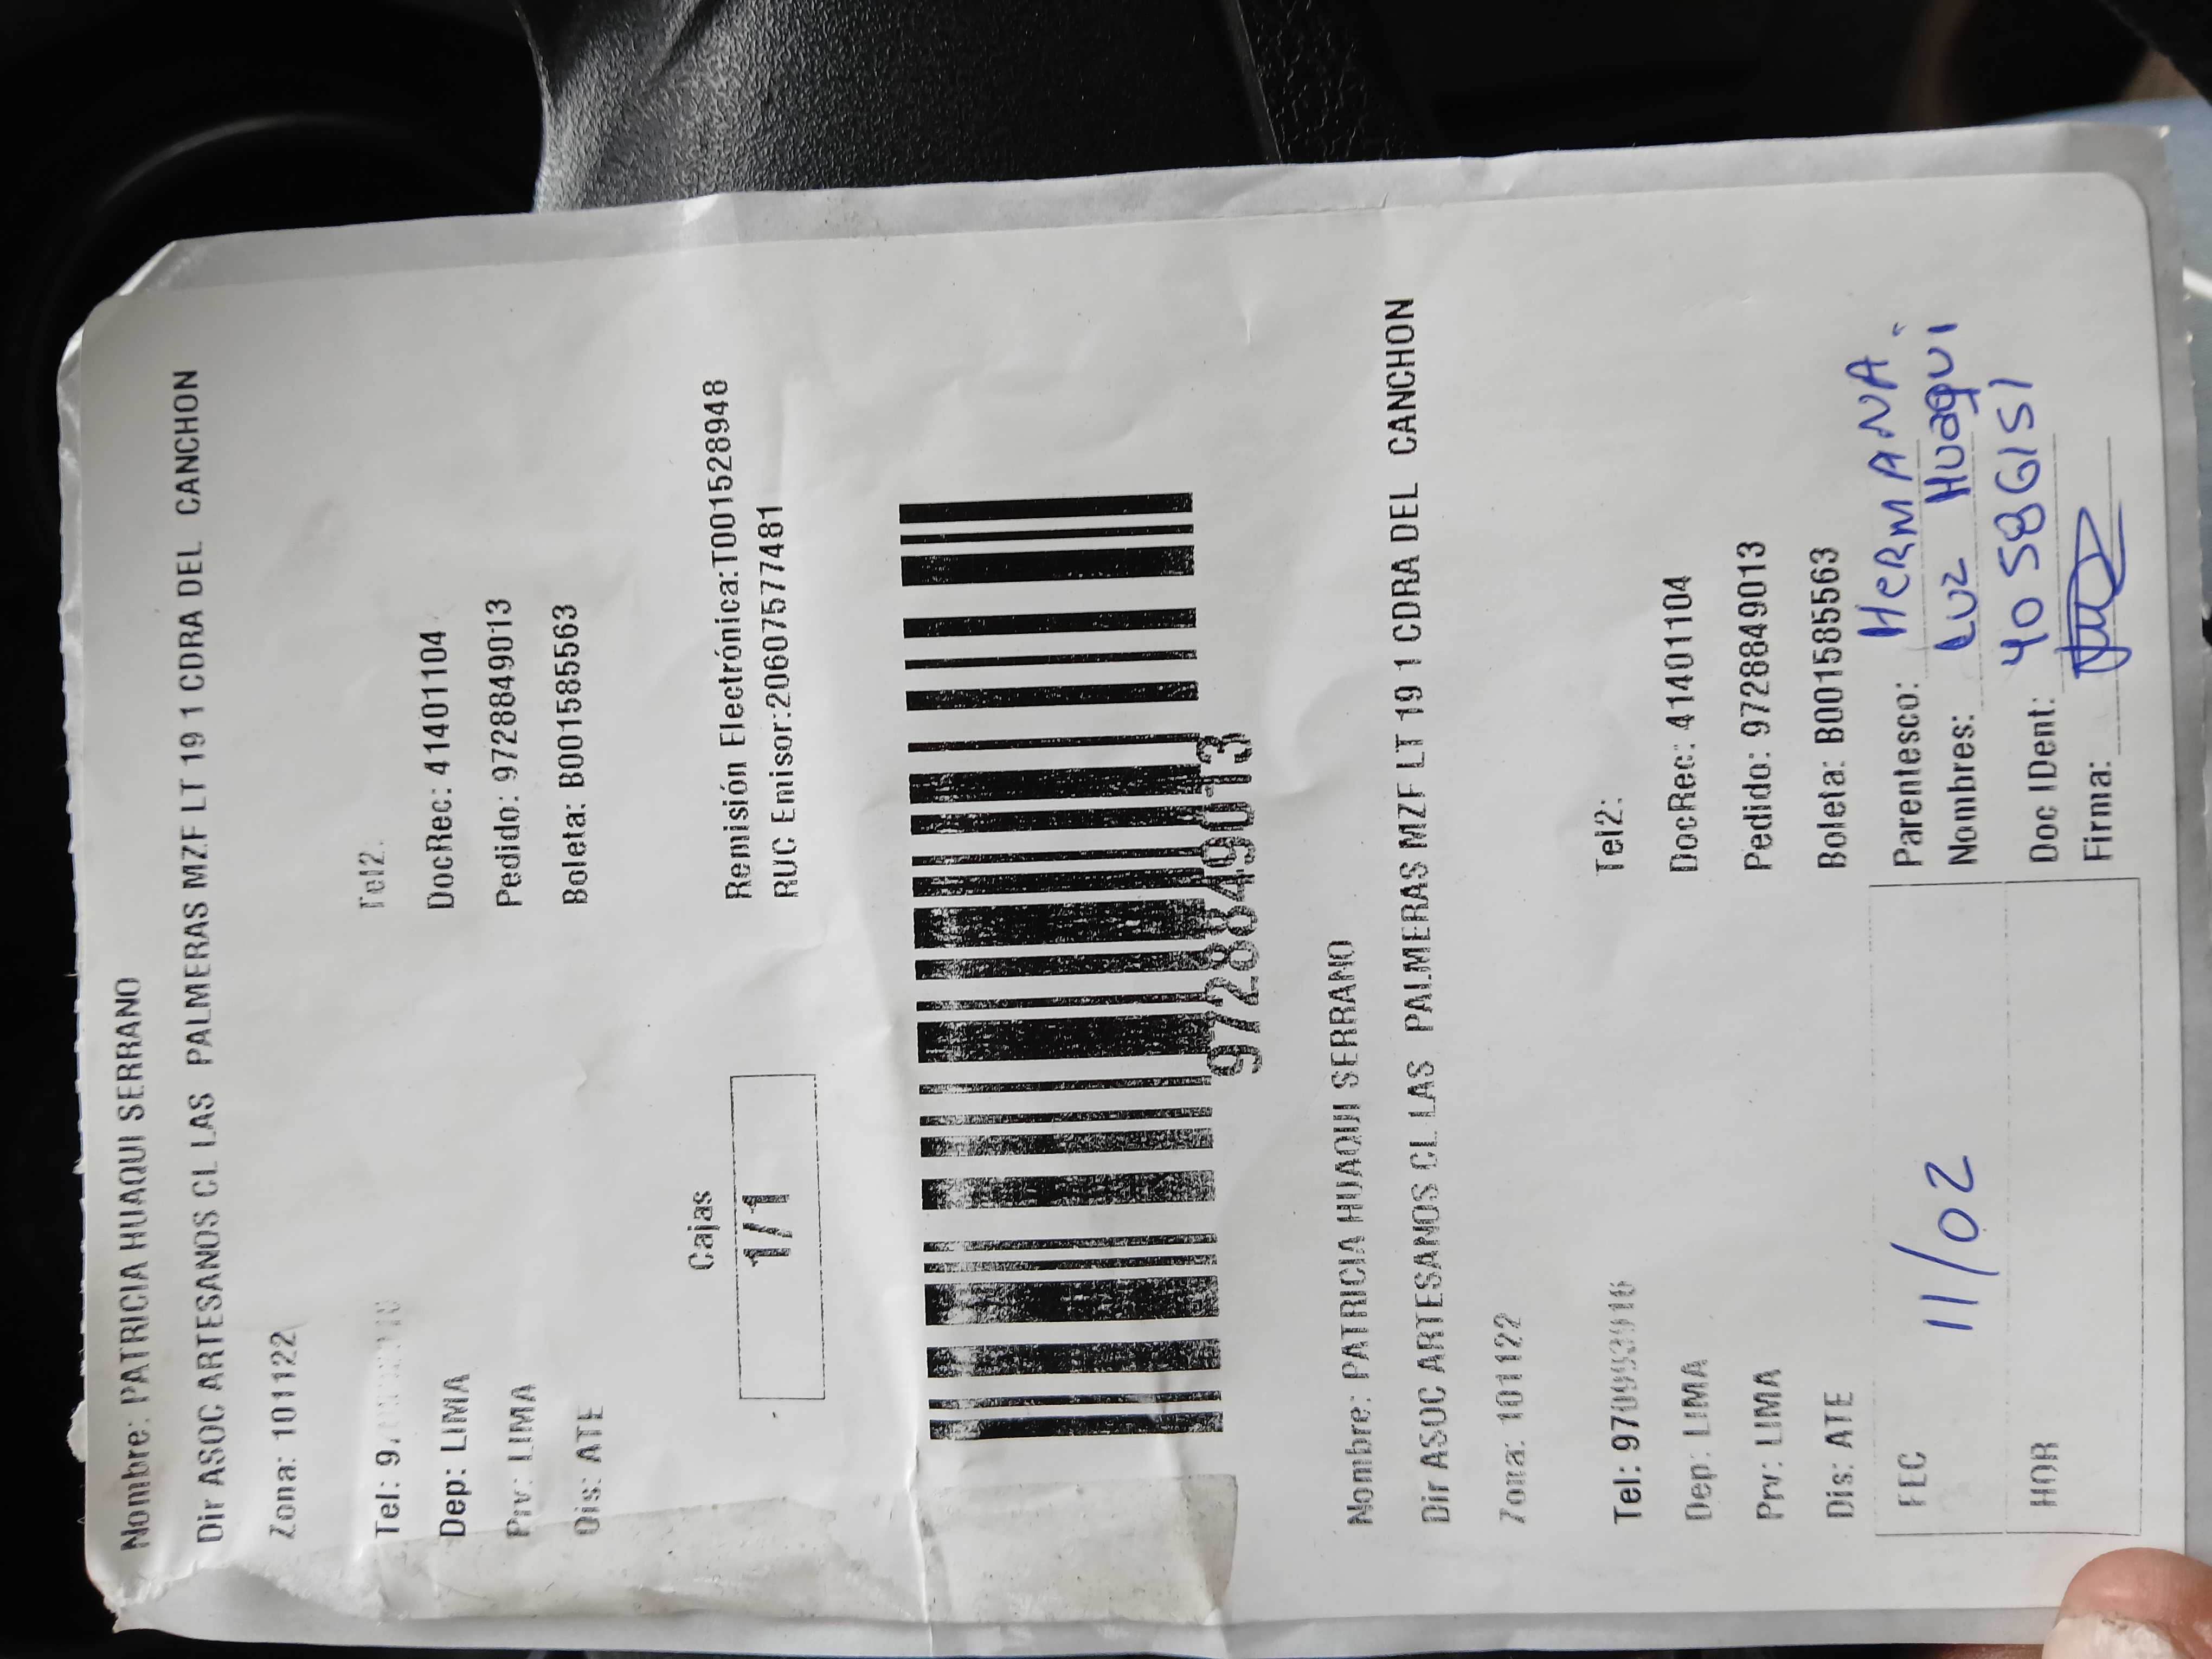 Nombre: PATRICIA HUAQUI SERRANO
Dir ASOC ARTESANOS CL LAS PALMERAS MZF LT 19 1 CDRA DEL CANCHON
Zona: 101122
Tel: Tel2:
Dep: LIMA DocRec: 41401104
Prv: LIMA Pedido: 9728849013
Dis: ATE Boleta: B001585563
Cajas Remisión Electrónica:T001528948
1/1 RUC Emisor:20607577481
9728849013
Nombre: PATRICIA HUAQUI SERRANO
Dir ASOC ARTESANOS CL LAS PALMERAS MZF LT 19 1 CDRA DEL CANCHON
Zona: 101122
Tel: Tel2:
Dep: LIMA DocRec: 41401104
Prv: LIMA Pedido: 9728849013
Dis: ATE Boleta: B001585563
FEC 11/02 Parentesco: HERMANA.
Nombres: Luz Huaqui
HOR Doc IDent:
Firma: